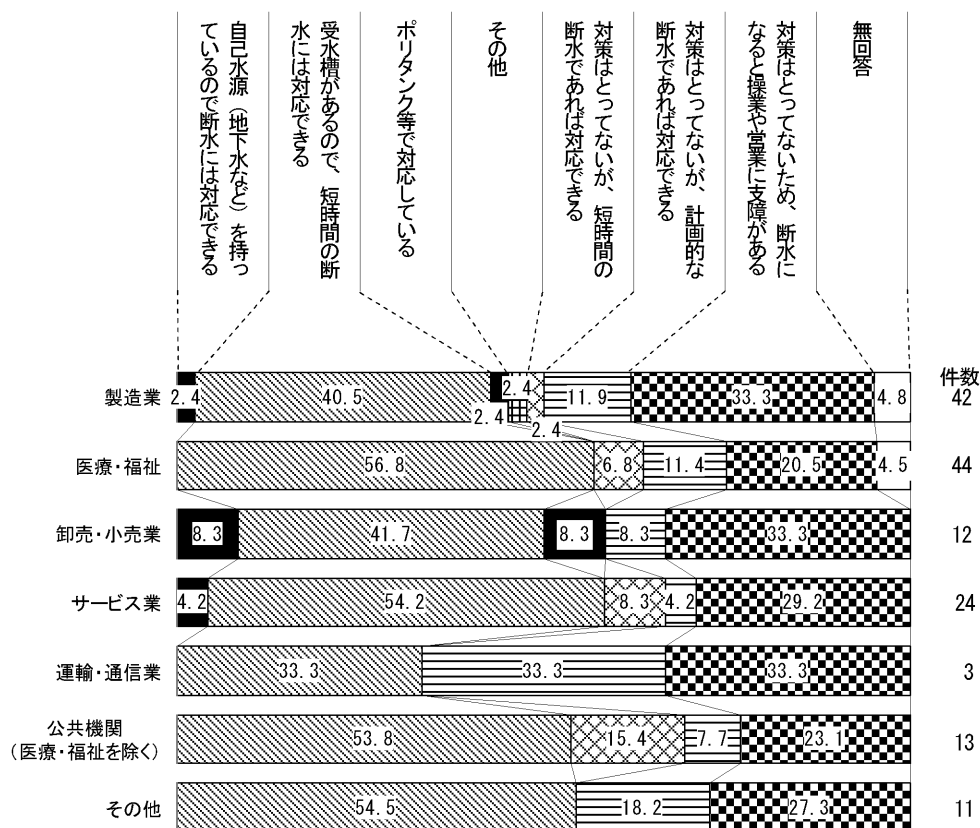 自己水源（地下水など）を持っ
ているので断水には対応できる
受水槽があるので、短時間の断
水には対応できる
ポリタンク等で対応している
その他
対策はとってないが、短時間の
断水であれば対応できる
対策はとってないが、計画的な
断水であれば対応できる
対策はとってないため、断水に
なると操業や営業に支障がある
無回答
件数
製造業
2.4
40.5
2.4
2.4
2.4
11.9
33.3
4.8
42
医療・福祉
56.8
6.8
11.4
20.5
4.5
44
卸売・小売業
8.3
41.7
8.3
8.3
33.3
12
サービス業
4.2
54.2
8.3
4.2
29.2
24
運輸・通信業
33.3
33.3
33.3
3
公共機関
（医療・福祉を除く）
53.8
15.4
7.7
23.1
13
その他
54.5
18.2
27.3
11